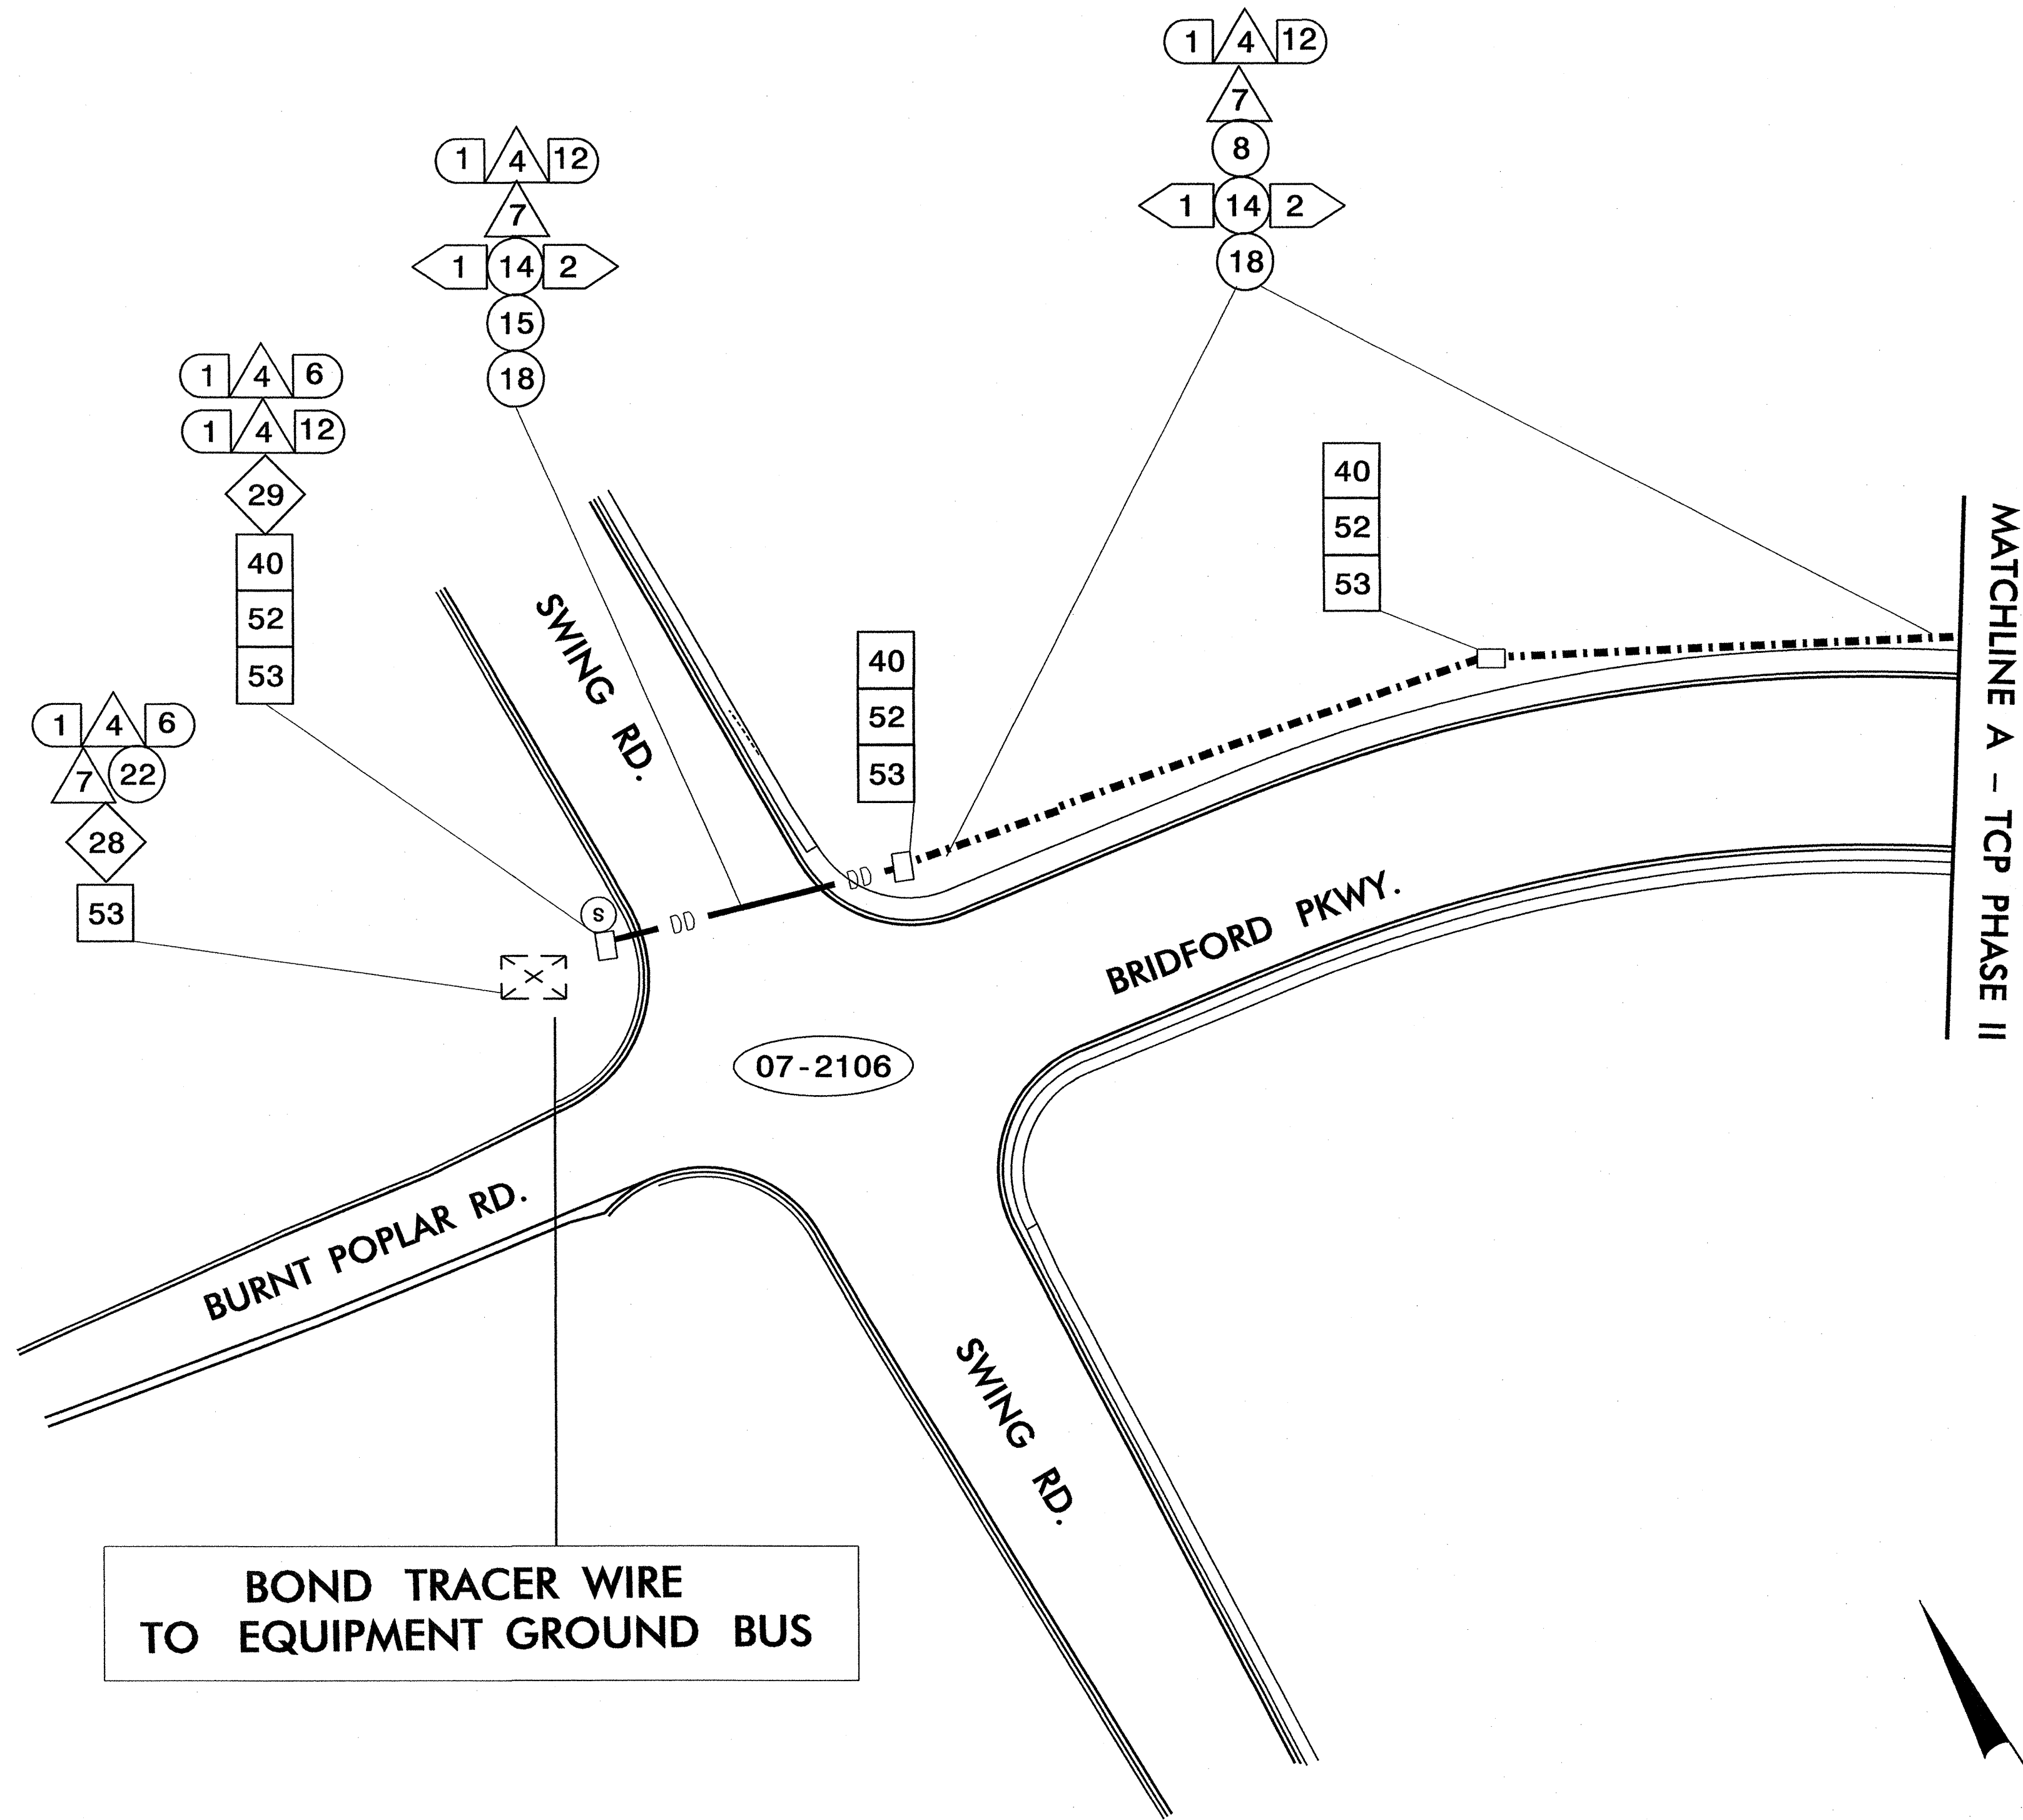 1 4 12
7
8
1 14 2
18
1 4 12
7
1 14 2
15
18
1 4 6
1 4 12
29
40
52
53
1 4 6
7 22
28
53
40
52
53
40
52
53
S
SWING RD.
BRIDFORD PKWY.
MATCHLINE A - TCP PHASE II
07-2106
BURNT POPLAR RD.
SWING RD.
BOND TRACER WIRE
TO EQUIPMENT GROUND BUS